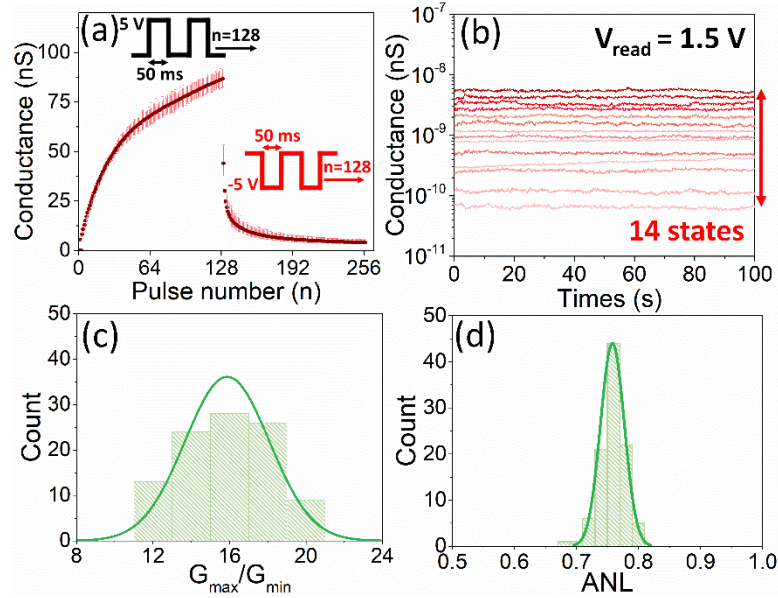 (a)
5 V
n=128
50 ms
50 ms
n=128
-5 V
Conductance (nS)
100
75
50
25
0
0 64 128 192 256
Pulse number (n)
(b)
V_read = 1.5 V
14 states
Conductance (nS)
10⁻⁷
10⁻⁸
10⁻⁹
10⁻¹⁰
10⁻¹¹
0 20 40 60 80 100
Times (s)
(c)
Count
50
40
30
20
10
0
8 12 16 20 24
G_max/G_min
(d)
Count
50
40
30
20
10
0
0.5 0.6 0.7 0.8 0.9 1.0
ANL